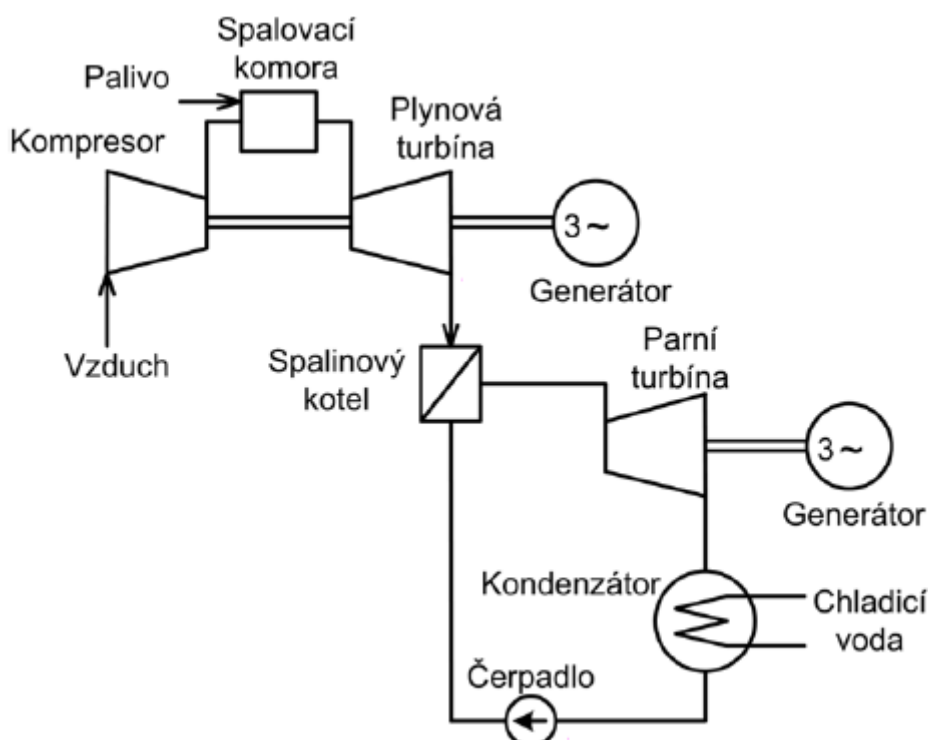 Spalovací
komora
Palivo
Kompresor
Plynová
turbína
3 ~
Generátor
Vzduch
Spalinový
kotel
Parní
turbína
3 ~
Generátor
Kondenzátor
Chladicí
voda
Čerpadlo